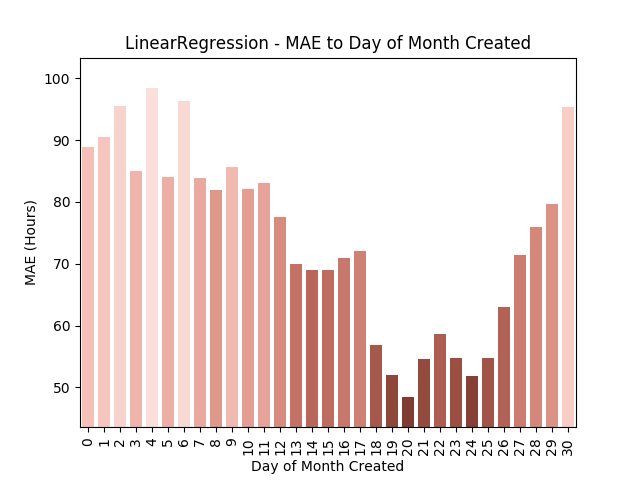 LinearRegression - MAE to Day of Month Created
100
90
80
70
60
50
MAE (Hours)
0 1 2 3 4 5 6 7 8 9 10 11 12 13 14 15 16 17 18 19 20 21 22 23 24 25 26 27 28 29 30
Day of Month Created